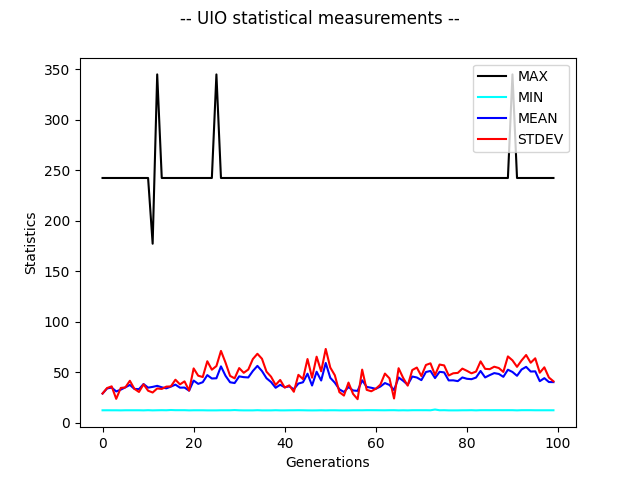 -- UIO statistical measurements --
350
300
250
200
150
100
50
0
Statistics
MAX
MIN
MEAN
STDEV
0 20 40 60 80 100
Generations